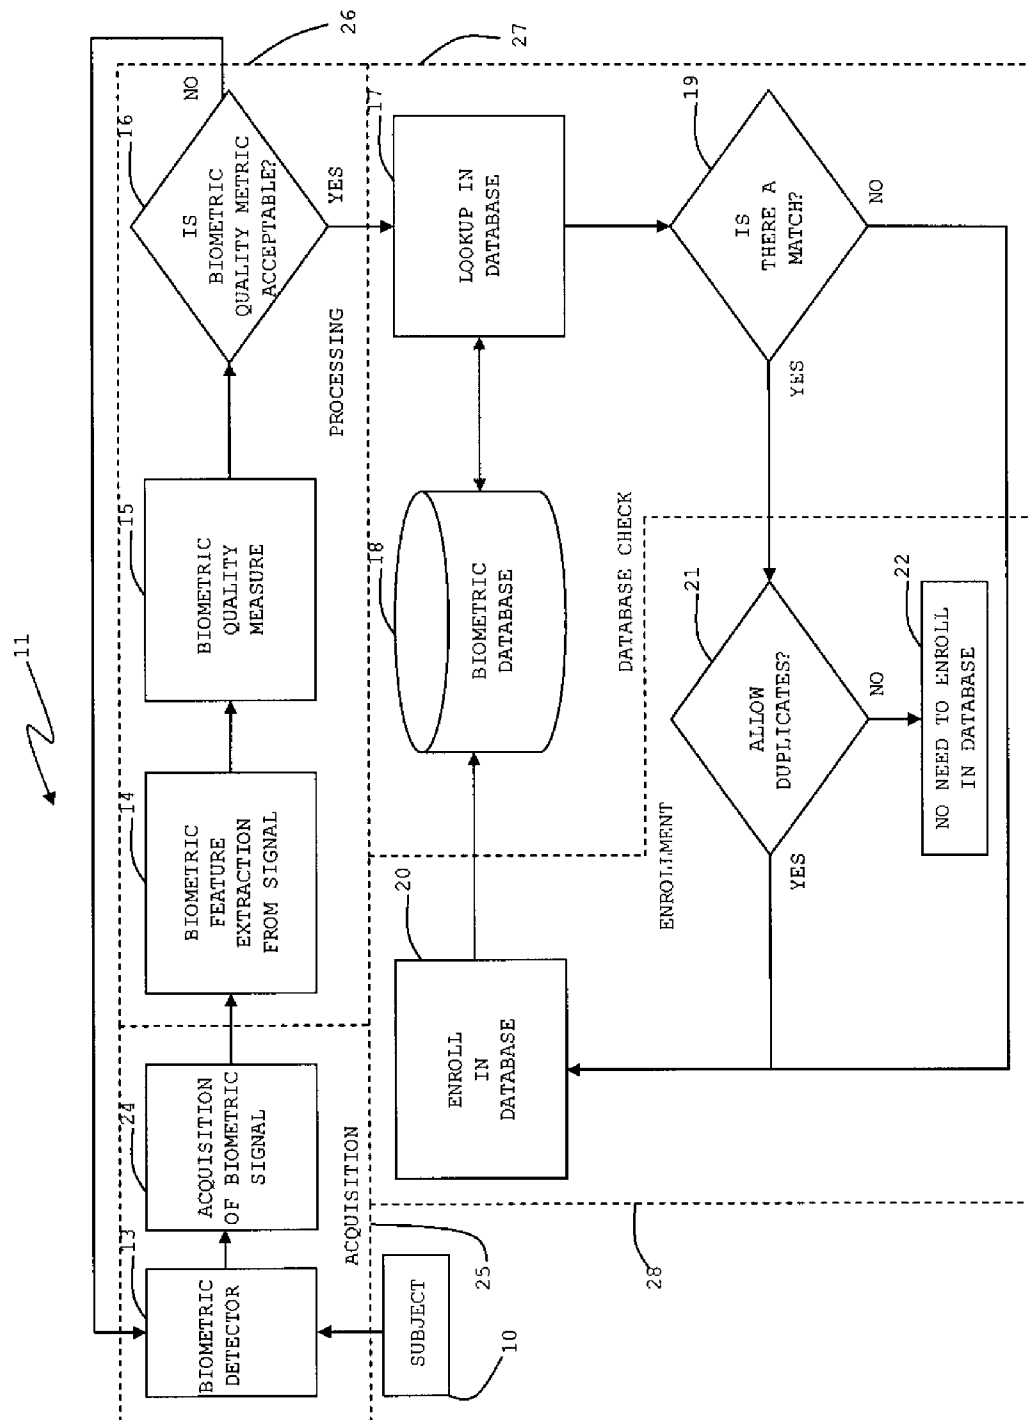 11
26
27
16
NO
IS
BIOMETRIC
QUALITY METRIC
ACCEPTABLE?
YES
15
BIOMETRIC
QUALITY
MEASURE
14
BIOMETRIC
FEATURE
EXTRACTION
FROM SIGNAL
24
ACQUISITION
OF BIOMETRIC
SIGNAL
13
BIOMETRIC
DETECTOR
PROCESSING
ACQUISITION
25
SUBJECT
10
17
LOOKUP IN
DATABASE
18
BIOMETRIC
DATABASE
20
ENROLL
IN
DATABASE
DATABASE CHECK
19
IS
THERE A
MATCH?
NO
YES
21
ALLOW
DUPLICATES?
NO
YES
ENROLLMENT
22
NO NEED TO ENROLL
IN DATABASE
28